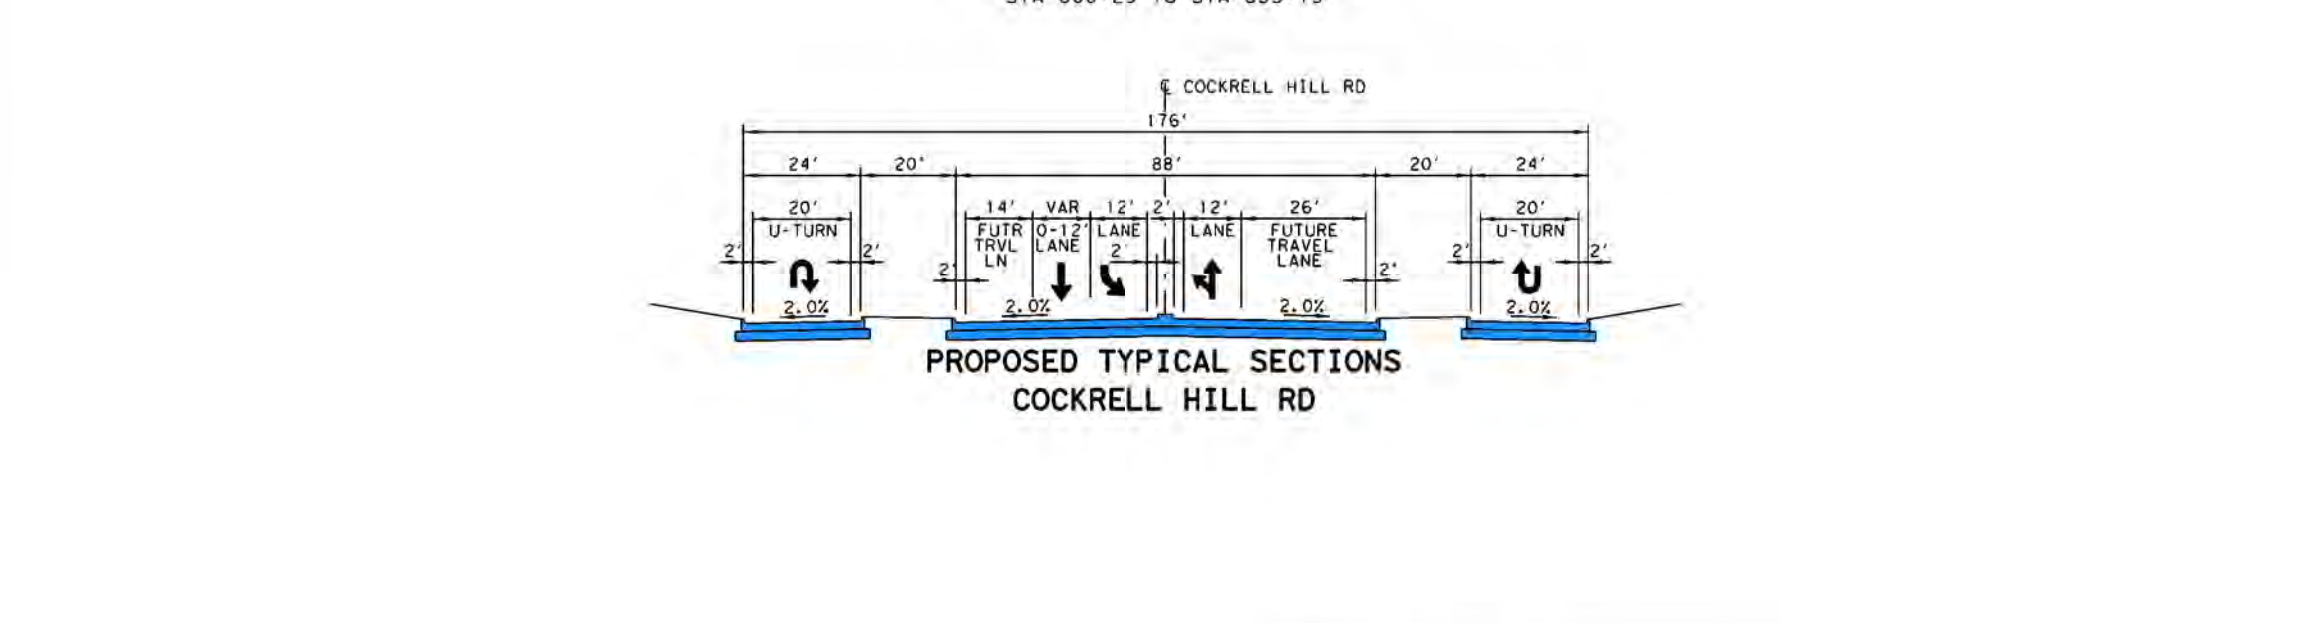 ℄ COCKRELL HILL RD
176'
24' 20' 88' 20' 24'
20' 14' VAR 12' 2' 12' 26' 20'
U-TURN FUTR 0-12' LANE LANE FUTURE U-TURN
2' 2' TRVL LANE 2' TRAVEL 2' 2'
2' LN LANE 2'
2.0% 2.0% 2.0% 2.0%
PROPOSED TYPICAL SECTIONS
COCKRELL HILL RD